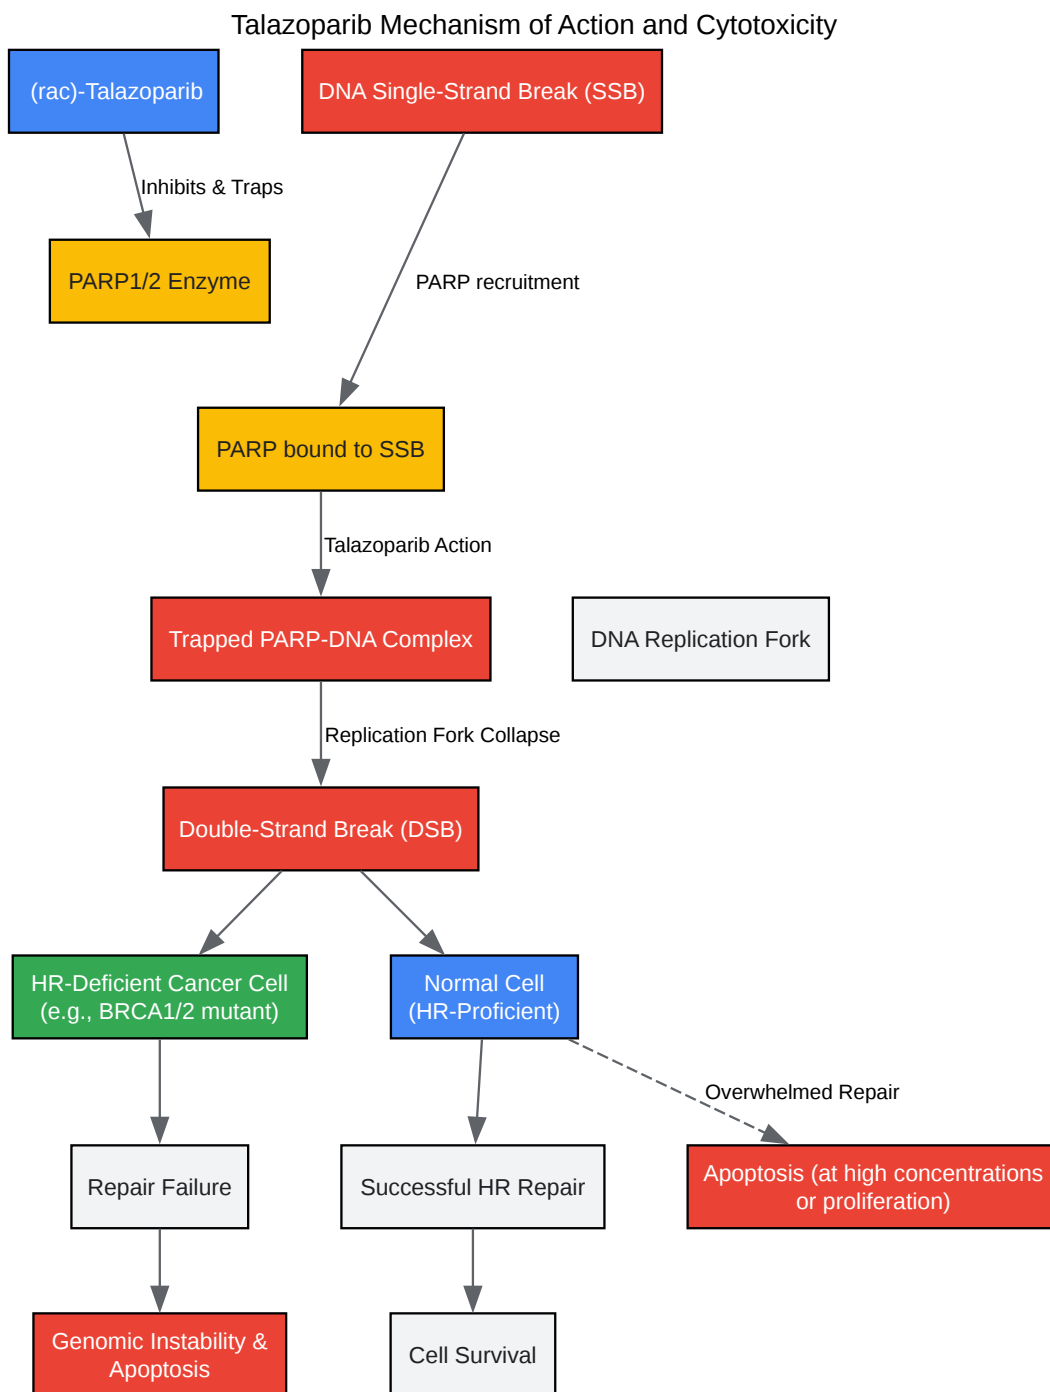 Talazoparib Mechanism of Action and Cytotoxicity
(rac)-Talazoparib
DNA Single-Strand Break (SSB)
Inhibits & Traps
PARP1/2 Enzyme
PARP recruitment
PARP bound to SSB
Talazoparib Action
Trapped PARP-DNA Complex
DNA Replication Fork
Replication Fork Collapse
Double-Strand Break (DSB)
HR-Deficient Cancer Cell
(e.g., BRCA1/2 mutant)
Normal Cell
(HR-Proficient)
Overwhelmed Repair
Repair Failure
Successful HR Repair
Apoptosis (at high concentrations
or proliferation)
Genomic Instability &
Apoptosis
Cell Survival